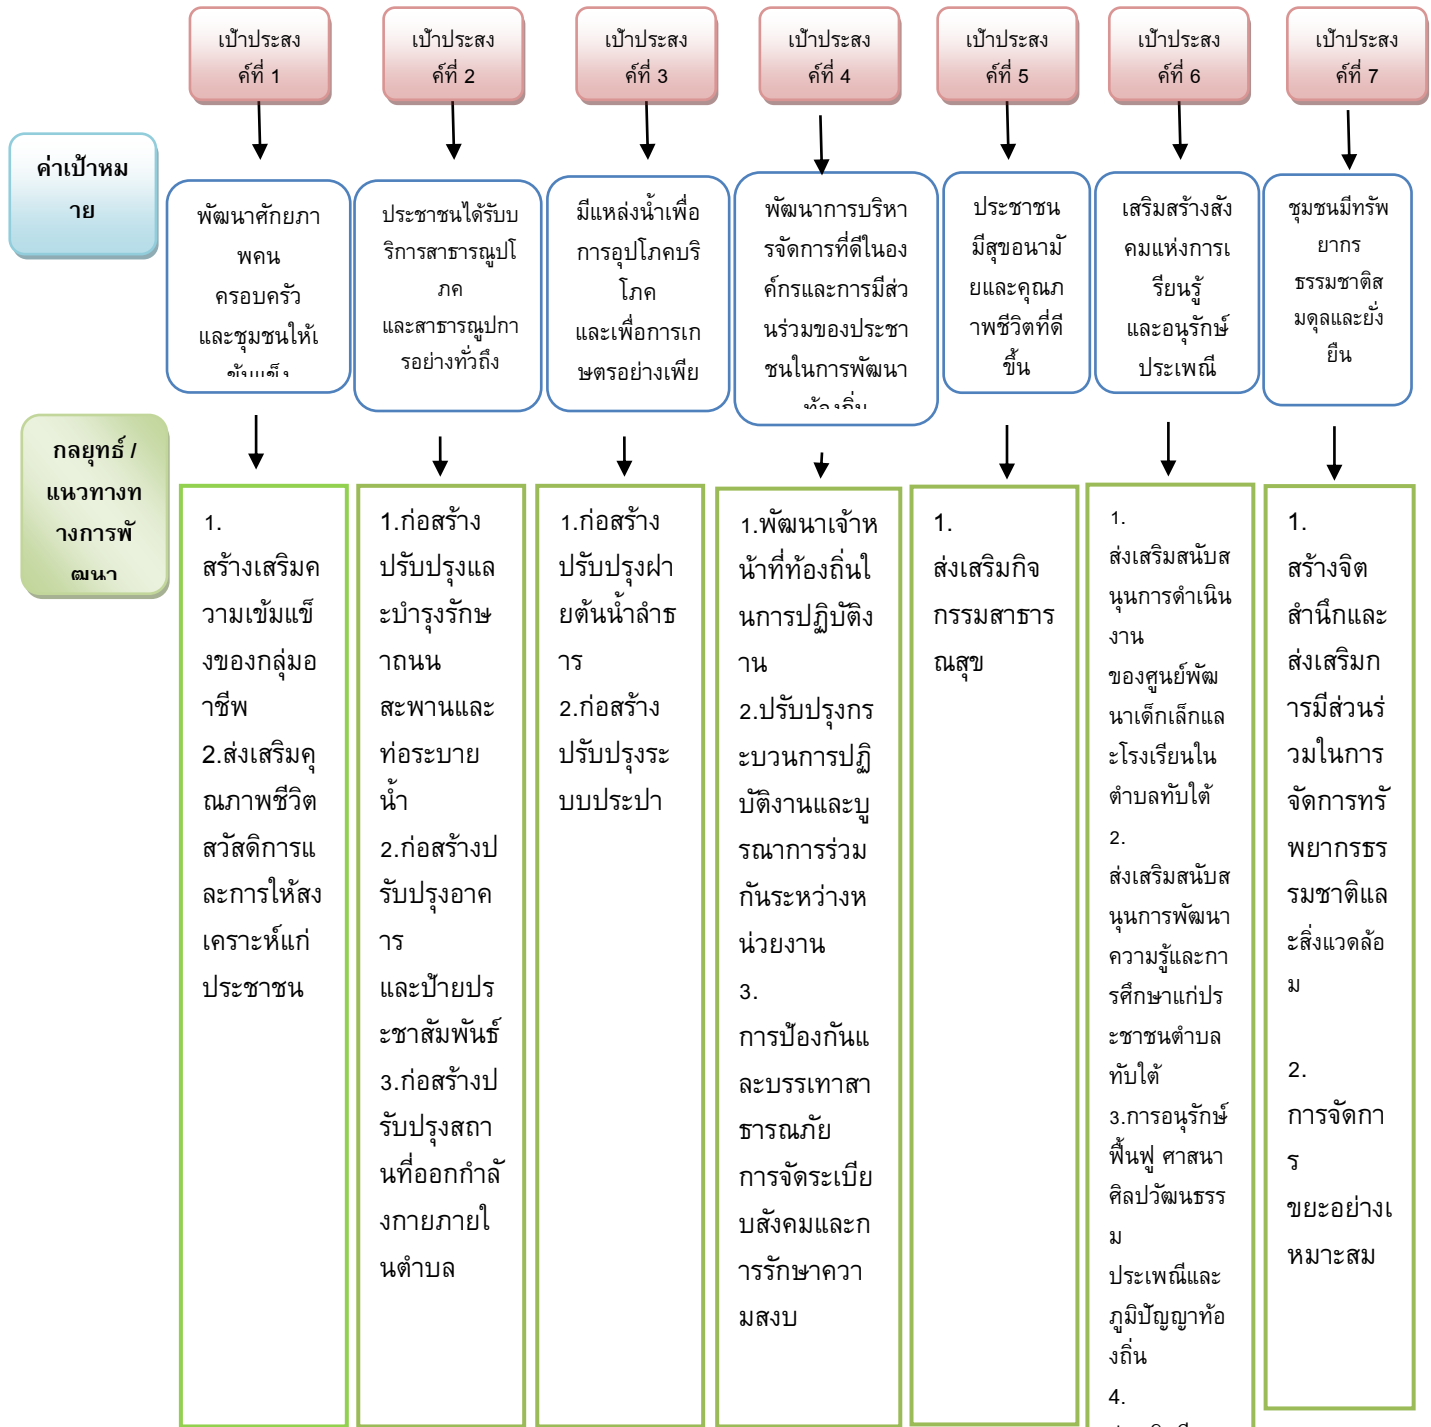 เป้าประสง
ค์ที่ 1
เป้าประสง
ค์ที่ 2
เป้าประสง
ค์ที่ 3
เป้าประสง
ค์ที่ 4
เป้าประสง
ค์ที่ 5
เป้าประสง
ค์ที่ 6
เป้าประสง
ค์ที่ 7
ค่าเป้าหม
าย
พัฒนาศักยภา
พคน
ครอบครัว
และชุมชนให้เ
ข้มแข็ง
ประชาชนได้รับบ
ริการสาธารณูปโ
ภค
และสาธารณูปกา
รอย่างทั่วถึง
มีแหล่งน้ำเพื่อ
การอุปโภคบริ
โภค
และเพื่อการเก
ษตรอย่างเพีย
พัฒนาการบริหา
รจัดการที่ดีในอง
ค์กรและการมีส่ว
นร่วมของประชา
ชนในการพัฒนา
ท้องถิ่น
ประชาชน
มีสุขอนามั
ยและคุณภ
าพชีวิตที่ดี
ขึ้น
เสริมสร้างสัง
คมแห่งการเ
รียนรู้
และอนุรักษ์
ประเพณี
ชุมชนมีทรัพ
ยากร
ธรรมชาติส
มดุลและยั่ง
ยืน
กลยุทธ์ /
แนวทางท
างการพั
ฒนา
1.
สร้างเสริมค
วามเข้มแข็
งของกลุ่มอ
าชีพ
2.ส่งเสริมคุ
ณภาพชีวิต
สวัสดิการแ
ละการให้สง
เคราะห์แก่
ประชาชน
1.ก่อสร้าง
ปรับปรุงแล
ะบำรุงรักษ
าถนน
สะพานและ
ท่อระบาย
น้ำ
2.ก่อสร้างป
รับปรุงอาค
าร
และป้ายปร
ะชาสัมพันธ์
3.ก่อสร้างป
รับปรุงสถา
นที่ออกกำลั
งกายภายใ
นตำบล
1.ก่อสร้าง
ปรับปรุงฝา
ยต้นน้ำลำธ
าร
2.ก่อสร้าง
ปรับปรุงระ
บบประปา
1.พัฒนาเจ้าห
น้าที่ท้องถิ่นใ
นการปฏิบัติง
าน
2.ปรับปรุงกร
ะบวนการปฏิ
บัติงานและบู
รณาการร่วม
กันระหว่างห
น่วยงาน
3.
การป้องกันแ
ละบรรเทาสา
ธารณภัย
การจัดระเบีย
บสังคมและก
ารรักษาควา
มสงบ
1.
ส่งเสริมกิจ
กรรมสาธาร
ณสุข
1.
ส่งเสริมสนับส
นุนการดำเนิน
งาน
ของศูนย์พัฒ
นาเด็กเล็กแล
ะโรงเรียนใน
ตำบลทับใต้
2.
ส่งเสริมสนับส
นุนการพัฒนา
ความรู้และกา
รศึกษาแก่ปร
ะชาชนตำบล
ทับใต้
3.การอนุรักษ์
ฟื้นฟู ศาสนา
ศิลปวัฒนธรร
ม
ประเพณีและ
ภูมิปัญญาท้อ
งถิ่น
4.
1.
สร้างจิต
สำนึกและ
ส่งเสริมก
ารมีส่วนร่
วมในการ
จัดการทรั
พยากรธร
รมชาติแล
ะสิ่งแวดล้อ
ม
2.
การจัดกา
ร
ขยะอย่างเ
หมาะสม